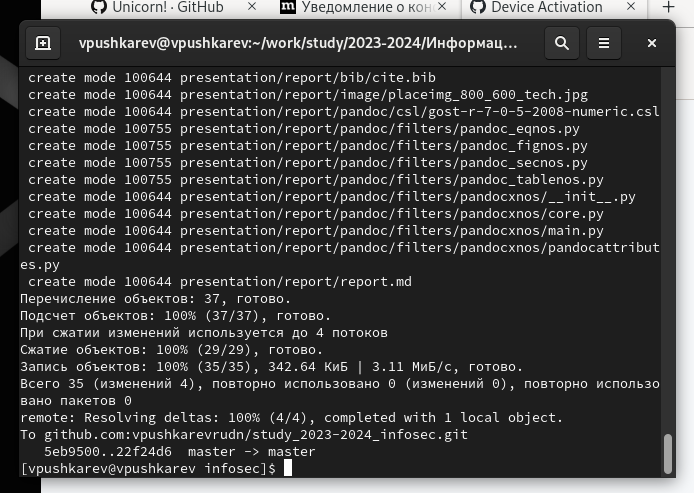 Unicorn! · GitHub
Уведомление о кон
Device Activation
vpushkarev@vpushkarev:~/work/study/2023-2024/Информац...
create mode 100644 presentation/report/bib/cite.bib
create mode 100644 presentation/report/image/placeimg_800_600_tech.jpg
create mode 100644 presentation/report/pandoc/csl/gost-r-7-0-5-2008-numeric.csl
create mode 100755 presentation/report/pandoc/filters/pandoc_eqnos.py
create mode 100755 presentation/report/pandoc/filters/pandoc_fignos.py
create mode 100755 presentation/report/pandoc/filters/pandoc_secnos.py
create mode 100755 presentation/report/pandoc/filters/pandoc_tablenos.py
create mode 100644 presentation/report/pandoc/filters/pandocxnos/__init__.py
create mode 100644 presentation/report/pandoc/filters/pandocxnos/core.py
create mode 100644 presentation/report/pandoc/filters/pandocxnos/main.py
create mode 100644 presentation/report/pandoc/filters/pandocxnos/pandocattribut
es.py
create mode 100644 presentation/report/report.md
Перечисление объектов: 37, готово.
Подсчет объектов: 100% (37/37), готово.
При сжатии изменений используется до 4 потоков
Сжатие объектов: 100% (29/29), готово.
Запись объектов: 100% (35/35), 342.64 КиБ | 3.11 МиБ/с, готово.
Всего 35 (изменений 4), повторно использовано 0 (изменений 0), повторно использо
вано пакетов 0
remote: Resolving deltas: 100% (4/4), completed with 1 local object.
To github.com:vpushkarevrudn/study_2023-2024_infosec.git
5eb9500..22f24d6  master -> master
[vpushkarev@vpushkarev infosec]$